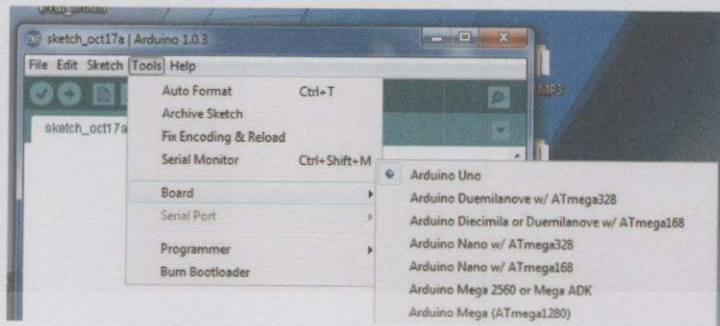 sketch_oct17a | Arduino 1.0.3
File Edit Sketch Tools Help
Auto Format Ctrl+T
MP3
Archive Sketch
sketch_oct17a
Fix Encoding & Reload
Serial Monitor Ctrl+Shift+M
Arduino Uno
Board
Arduino Duemilanove w/ ATmega328
Serial Port
Arduino Diecimila or Duemilanove w/ ATmega168
Programmer
Arduino Nano w/ ATmega328
Burn Bootloader
Arduino Nano w/ ATmega168
Arduino Mega 2560 or Mega ADK
Arduino Mega (ATmega1280)